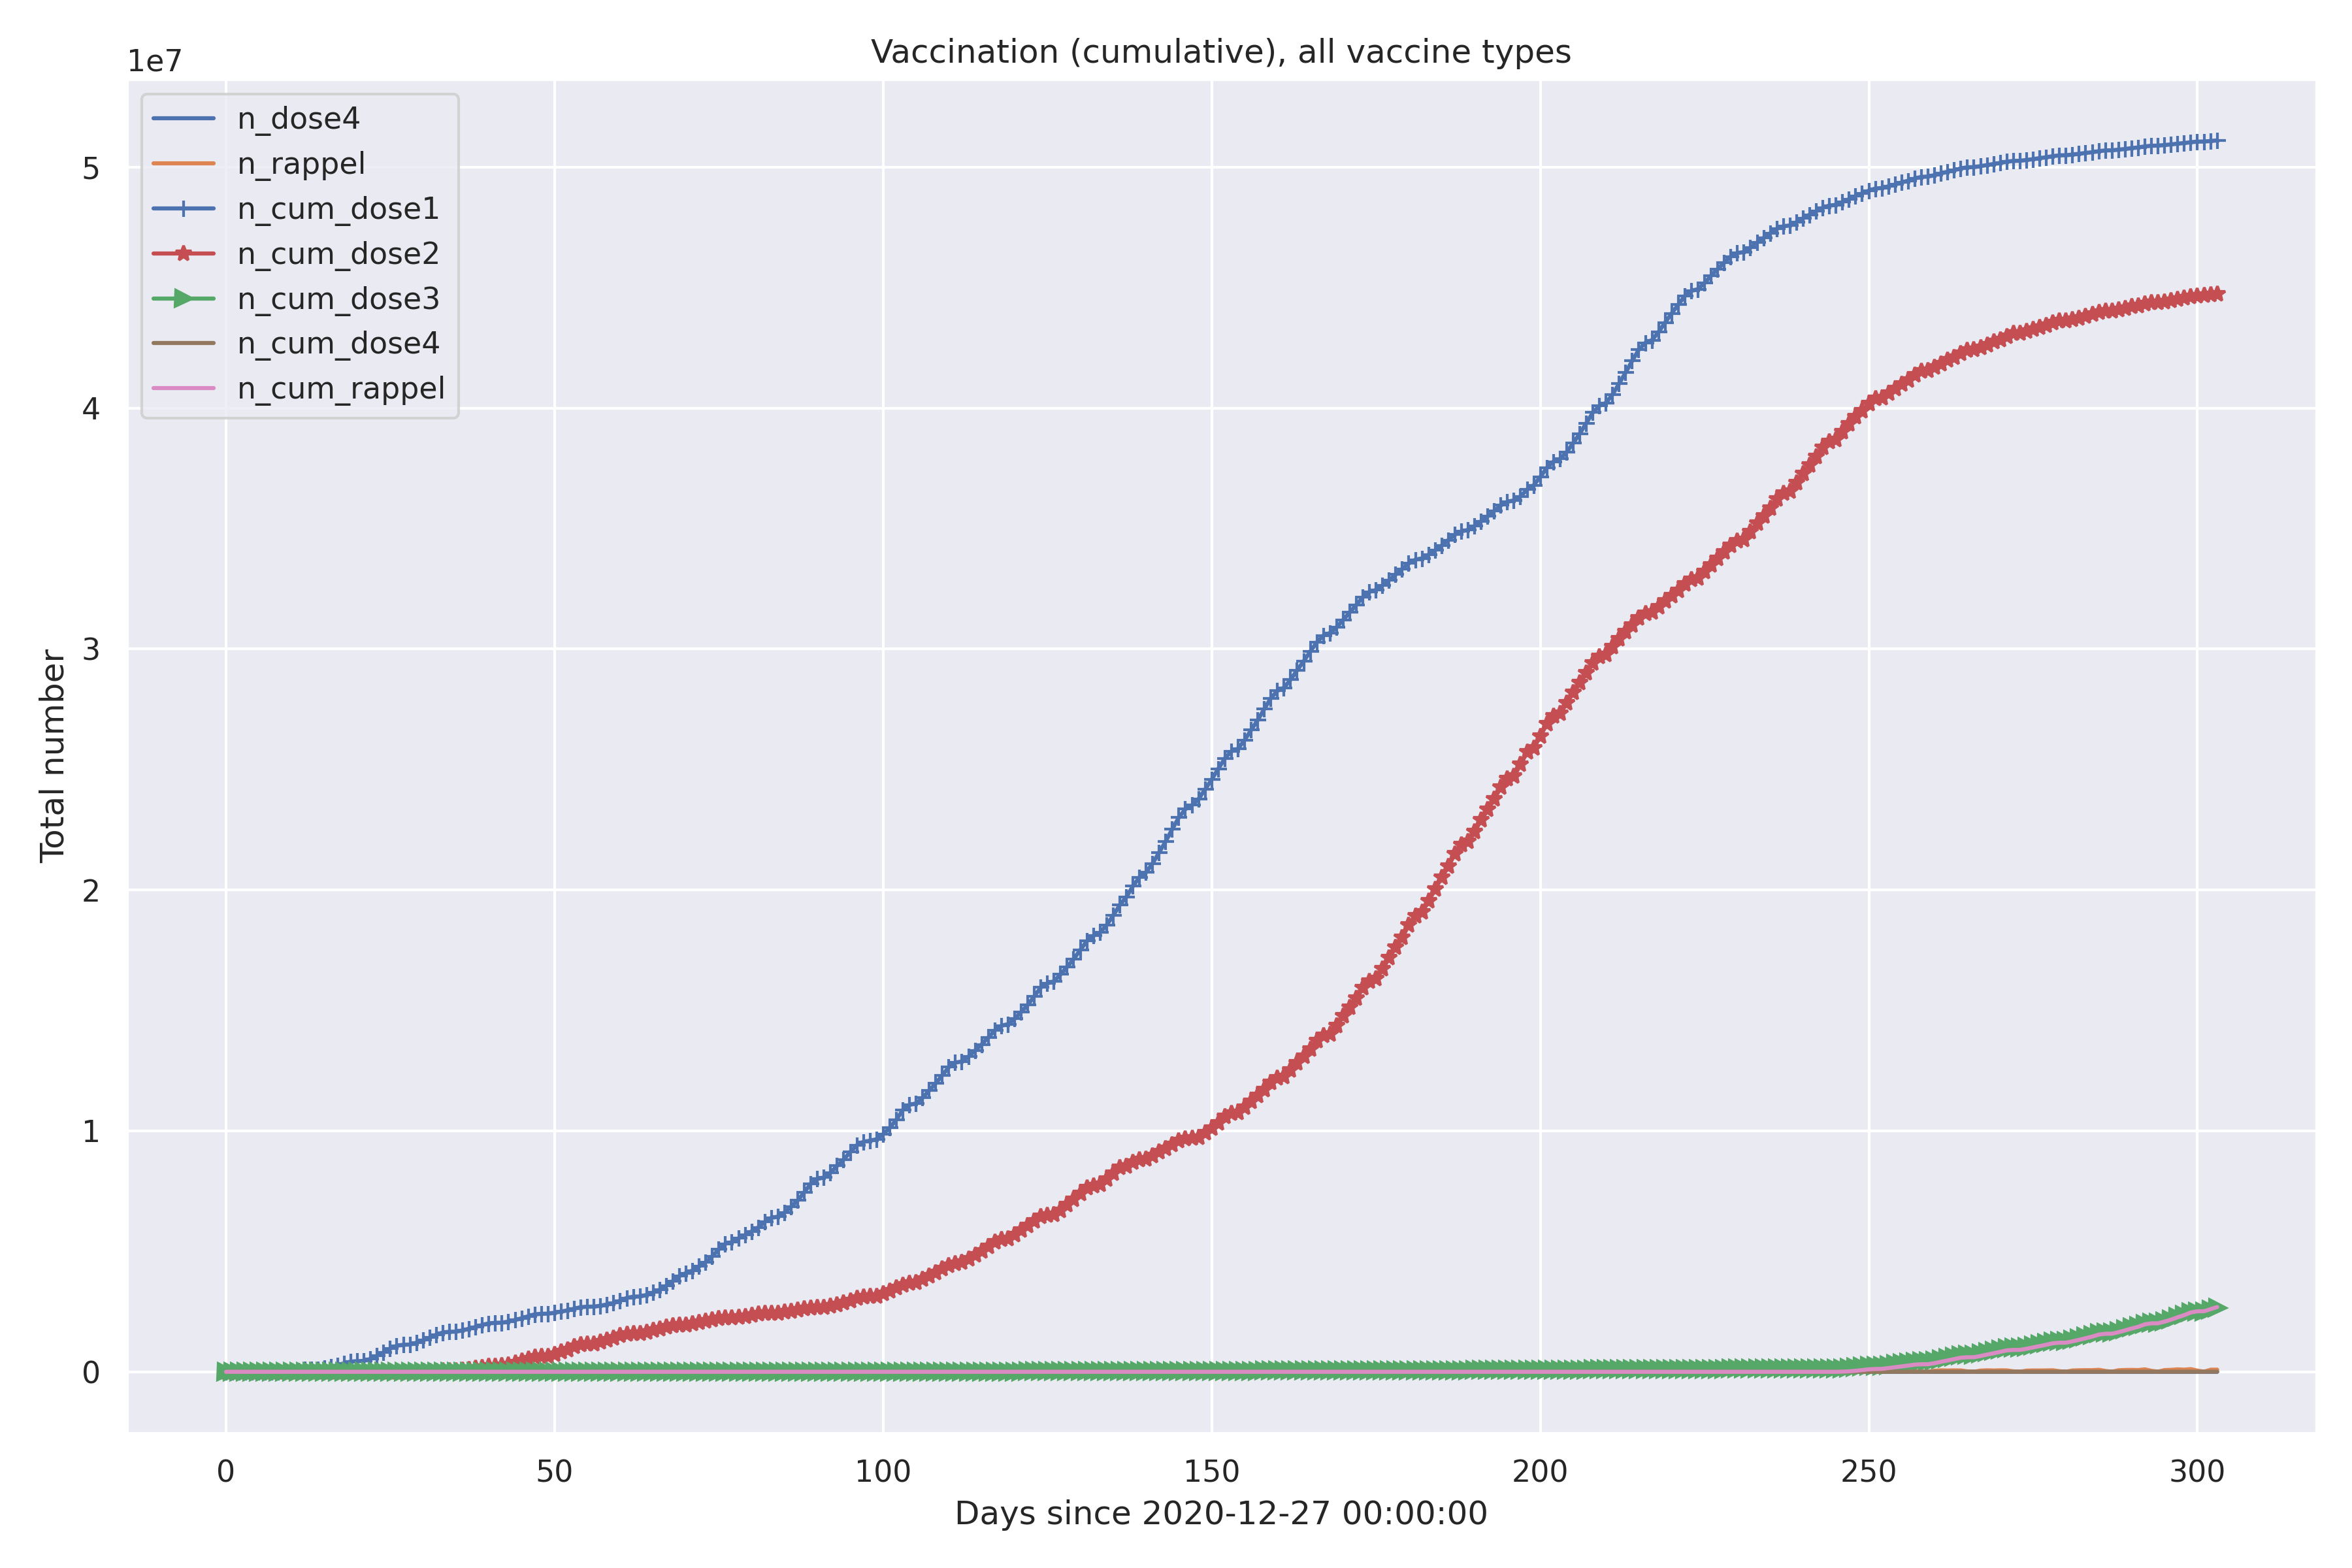 Vaccination (cumulative), all vaccine types
1e7
n_dose4
n_rappel
n_cum_dose1
n_cum_dose2
n_cum_dose3
n_cum_dose4
n_cum_rappel
5
4
3
2
1
0
Total number
0 50 100 150 200 250 300
Days since 2020-12-27 00:00:00